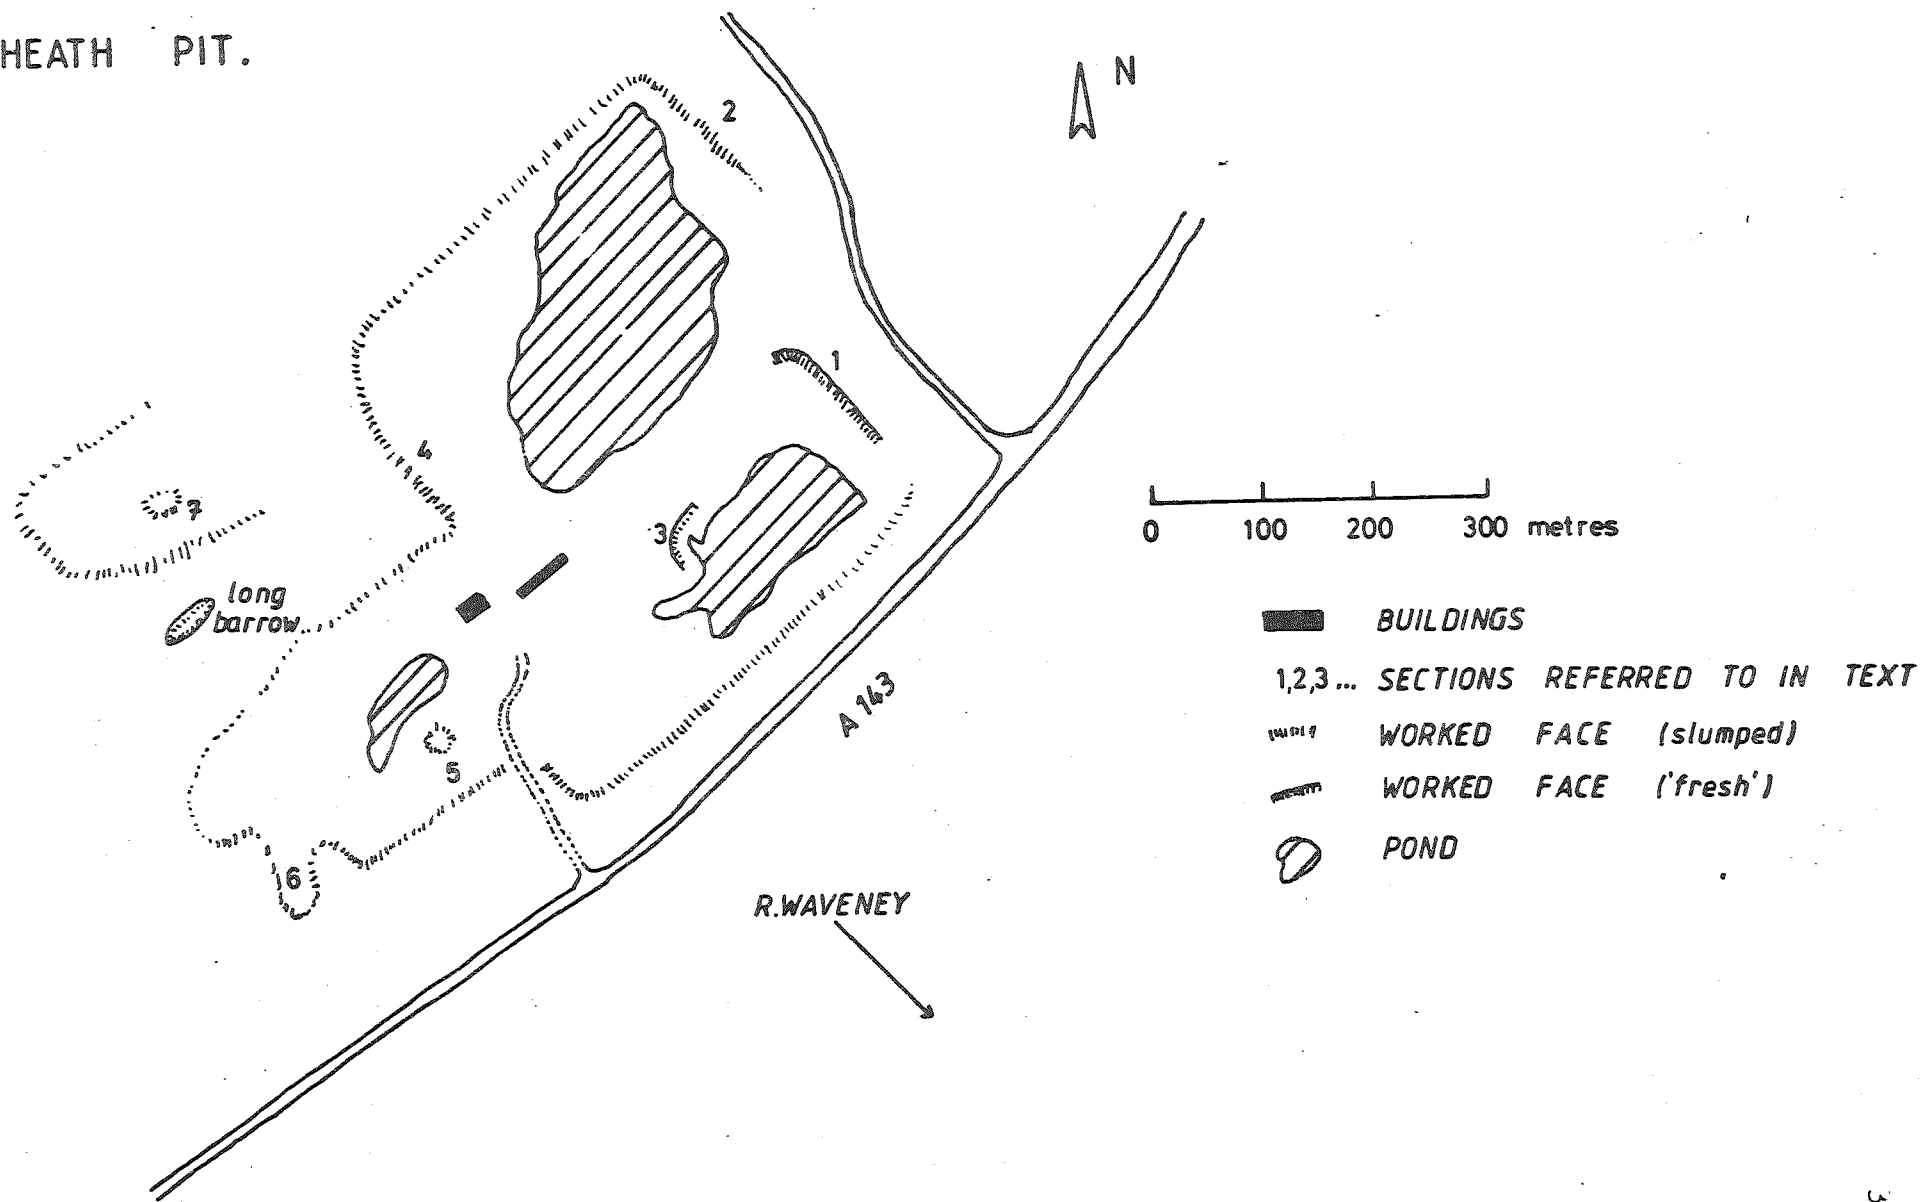 HEATH PIT.
N
2
1
4
3
7
long
barrow
5
6
A 143
R.WAVENEY
0 100 200 300 metres
BUILDINGS
1,2,3... SECTIONS REFERRED TO IN TEXT
WORKED FACE (slumped)
WORKED FACE ('fresh')
POND
3